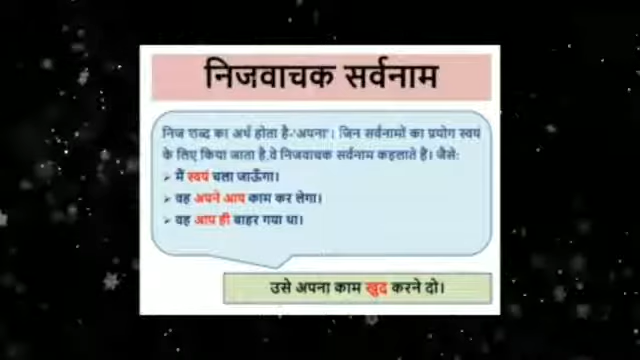 निजवाचक सर्वनाम
निज शब्द का अर्थ होता है-'अपना'। जिन सर्वनामों का प्रयोग स्वयं
के लिए किया जाता है,वे निजवाचक सर्वनाम कहलाते हैं। जैसे:
➢ मैं स्वयं चला जाऊँगा।
➢ वह अपने आप काम कर लेगा।
➢ वह आप ही बाहर गया था।
उसे अपना काम खुद करने दो।